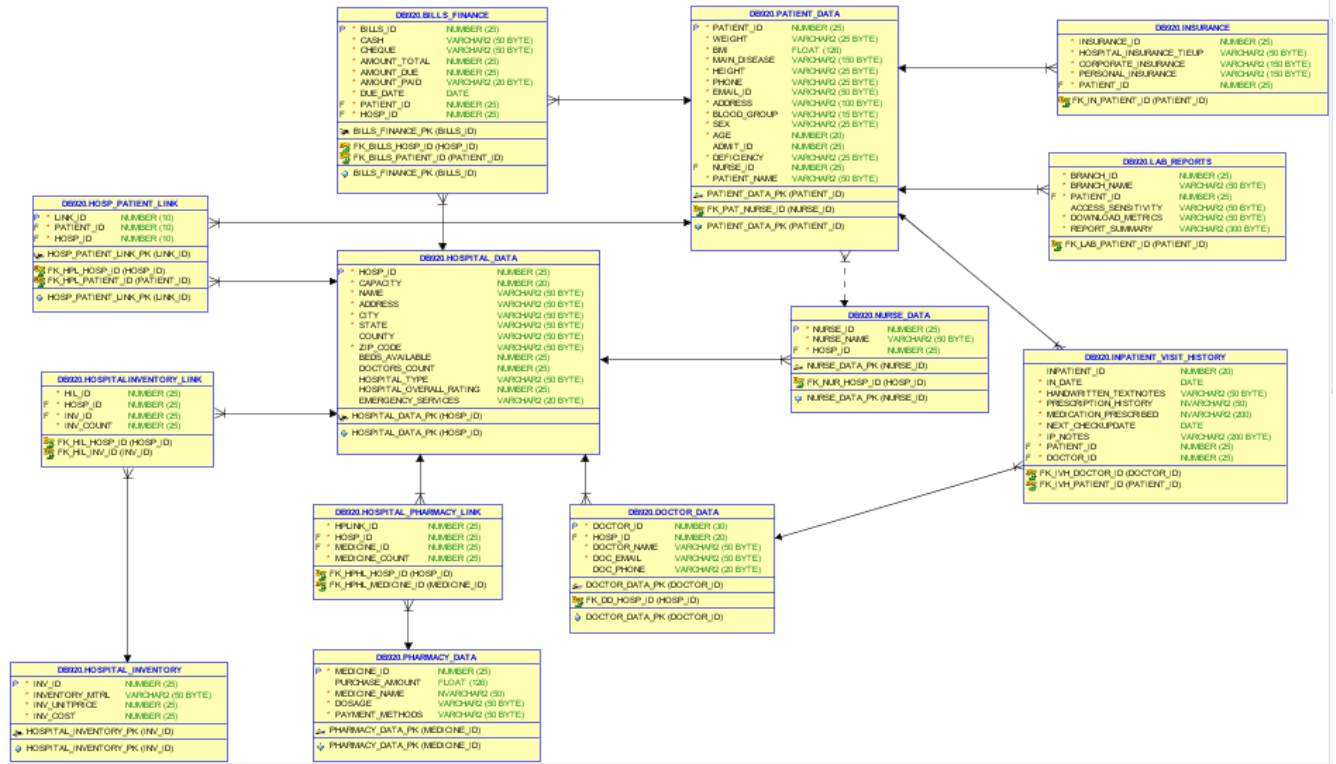 DB920.BILLS_FINANCE
P * BILLS_ID NUMBER (25)
* CASH VARCHAR2 (50 BYTE)
* CHEQUE VARCHAR2 (50 BYTE)
* AMOUNT_TOTAL NUMBER (25)
* AMOUNT_DUE NUMBER (25)
* AMOUNT_PAID VARCHAR2 (20 BYTE)
* DUE_DATE DATE
F * PATIENT_ID NUMBER (25)
F * HOSP_ID NUMBER (25)
BILLS_FINANCE_PK (BILLS_ID)
FK_BILLS_HOSP_ID (HOSP_ID)
FK_BILLS_PATIENT_ID (PATIENT_ID)
BILLS_FINANCE_PK (BILLS_ID)
DB920.PATIENT_DATA
P * PATIENT_ID NUMBER (25)
* WEIGHT VARCHAR2 (25 BYTE)
* BMI FLOAT (126)
* MAIN_DISEASE VARCHAR2 (150 BYTE)
* HEIGHT VARCHAR2 (25 BYTE)
* PHONE VARCHAR2 (25 BYTE)
* EMAIL_ID VARCHAR2 (50 BYTE)
* ADDRESS VARCHAR2 (100 BYTE)
* BLOOD_GROUP VARCHAR2 (15 BYTE)
* SEX VARCHAR2 (25 BYTE)
* AGE NUMBER (20)
ADMIT_ID NUMBER (25)
* DEFICIENCY VARCHAR2 (25 BYTE)
F NURSE_ID NUMBER (25)
* PATIENT_NAME VARCHAR2 (50 BYTE)
PATIENT_DATA_PK (PATIENT_ID)
FK_PAT_NURSE_ID (NURSE_ID)
PATIENT_DATA_PK (PATIENT_ID)
DB920.INSURANCE
* INSURANCE_ID NUMBER (25)
* HOSPITAL_INSURANCE_TIEUP VARCHAR2 (50 BYTE)
* CORPORATE_INSURANCE VARCHAR2 (150 BYTE)
* PERSONAL_INSURANCE VARCHAR2 (150 BYTE)
F * PATIENT_ID NUMBER (25)
FK_IN_PATIENT_ID (PATIENT_ID)
DB920.LAB_REPORTS
* BRANCH_ID NUMBER (25)
* BRANCH_NAME VARCHAR2 (50 BYTE)
F * PATIENT_ID NUMBER (25)
ACCESS_SENSITIVITY VARCHAR2 (50 BYTE)
* DOWNLOAD_METRICS VARCHAR2 (50 BYTE)
* REPORT_SUMMARY VARCHAR2 (300 BYTE)
FK_LAB_PATIENT_ID (PATIENT_ID)
DB920.HOSP_PATIENT_LINK
P * LINK_ID NUMBER (10)
F * PATIENT_ID NUMBER (10)
F * HOSP_ID NUMBER (10)
HOSP_PATIENT_LINK_PK (LINK_ID)
FK_HPL_HOSP_ID (HOSP_ID)
FK_HPL_PATIENT_ID (PATIENT_ID)
HOSP_PATIENT_LINK_PK (LINK_ID)
DB920.HOSPITAL_DATA
P * HOSP_ID NUMBER (25)
* CAPACITY NUMBER (20)
* NAME VARCHAR2 (50 BYTE)
* ADDRESS VARCHAR2 (50 BYTE)
* CITY VARCHAR2 (50 BYTE)
* STATE VARCHAR2 (50 BYTE)
COUNTY VARCHAR2 (50 BYTE)
* ZIP_CODE VARCHAR2 (50 BYTE)
BEDS_AVAILABLE NUMBER (25)
DOCTORS_COUNT NUMBER (25)
HOSPITAL_TYPE VARCHAR2 (50 BYTE)
HOSPITAL_OVERALL_RATING NUMBER (25)
EMERGENCY_SERVICES VARCHAR2 (20 BYTE)
HOSPITAL_DATA_PK (HOSP_ID)
HOSPITAL_DATA_PK (HOSP_ID)
DB920.NURSE_DATA
P * NURSE_ID NUMBER (25)
* NURSE_NAME VARCHAR2 (50 BYTE)
F * HOSP_ID NUMBER (25)
NURSE_DATA_PK (NURSE_ID)
FK_NUR_HOSP_ID (HOSP_ID)
NURSE_DATA_PK (NURSE_ID)
DB920.INPATIENT_VISIT_HISTORY
INPATIENT_ID NUMBER (20)
* IN_DATE DATE
* HANDWRITTEN_TEXTNOTES VARCHAR2 (50 BYTE)
* PRESCRIPTION_HISTORY NVARCHAR2 (50)
* MEDICATION_PRESCRIBED NVARCHAR2 (200)
* NEXT_CHECKUPDATE DATE
* IP_NOTES VARCHAR2 (200 BYTE)
F * PATIENT_ID NUMBER (25)
F * DOCTOR_ID NUMBER (25)
FK_IVH_DOCTOR_ID (DOCTOR_ID)
FK_IVH_PATIENT_ID (PATIENT_ID)
DB920.HOSPITALINVENTORY_LINK
* HIL_ID NUMBER (25)
F * HOSP_ID NUMBER (25)
F * INV_ID NUMBER (25)
* INV_COUNT NUMBER (25)
FK_HIL_HOSP_ID (HOSP_ID)
FK_HIL_INV_ID (INV_ID)
DB920.HOSPITAL_PHARMACY_LINK
* HPLINK_ID NUMBER (25)
F * HOSP_ID NUMBER (25)
F * MEDICINE_ID NUMBER (25)
* MEDICINE_COUNT NUMBER (25)
FK_HPHL_HOSP_ID (HOSP_ID)
FK_HPHL_MEDICINE_ID (MEDICINE_ID)
DB920.DOCTOR_DATA
P * DOCTOR_ID NUMBER (30)
F * HOSP_ID NUMBER (20)
* DOCTOR_NAME VARCHAR2 (50 BYTE)
* DOC_EMAIL VARCHAR2 (50 BYTE)
DOC_PHONE VARCHAR2 (20 BYTE)
DOCTOR_DATA_PK (DOCTOR_ID)
FK_DD_HOSP_ID (HOSP_ID)
DOCTOR_DATA_PK (DOCTOR_ID)
DB920.HOSPITAL_INVENTORY
P * INV_ID NUMBER (25)
* INVENTORY_MTRL VARCHAR2 (50 BYTE)
* INV_UNITPRICE NUMBER (25)
* INV_COST NUMBER (25)
HOSPITAL_INVENTORY_PK (INV_ID)
HOSPITAL_INVENTORY_PK (INV_ID)
DB920.PHARMACY_DATA
P * MEDICINE_ID NUMBER (25)
PURCHASE_AMOUNT FLOAT (126)
* MEDICINE_NAME NVARCHAR2 (50)
* DOSAGE VARCHAR2 (50 BYTE)
* PAYMENT_METHODS VARCHAR2 (50 BYTE)
PHARMACY_DATA_PK (MEDICINE_ID)
PHARMACY_DATA_PK (MEDICINE_ID)